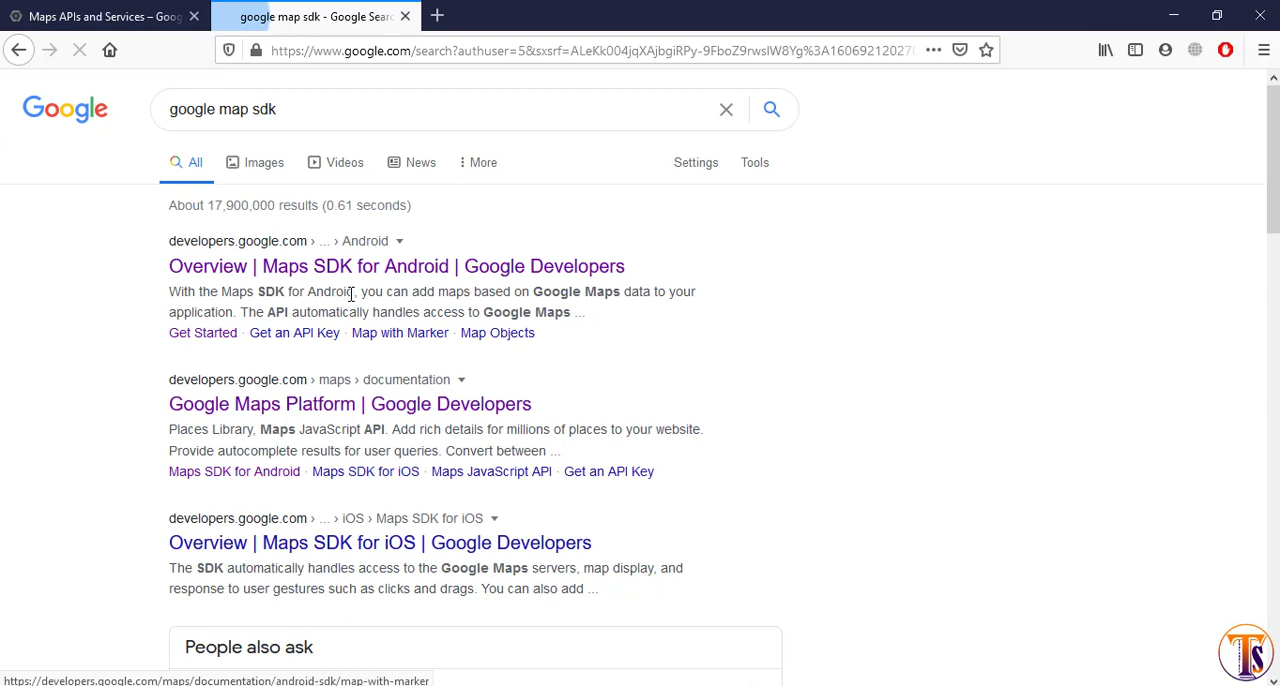 Maps APIs and Services – Goog
google map sdk - Google Searc
https://www.google.com/search?authuser=5&sxsrf=ALeKk004jqXAjbgiRPy-9FboZ9rwslW8Yg%3A1606921202270
Google
google map sdk
All
Images
Videos
News
More
Settings
Tools
About 17,900,000 results (0.61 seconds)
developers.google.com › ... › Android
Overview | Maps SDK for Android | Google Developers
With the Maps SDK for Android, you can add maps based on Google Maps data to your
application. The API automatically handles access to Google Maps ...
Get Started · Get an API Key · Map with Marker · Map Objects
developers.google.com › maps › documentation
Google Maps Platform | Google Developers
Places Library, Maps JavaScript API. Add rich details for millions of places to your website.
Provide autocomplete results for user queries. Convert between ...
Maps SDK for Android · Maps SDK for iOS · Maps JavaScript API · Get an API Key
developers.google.com › ... › iOS › Maps SDK for iOS
Overview | Maps SDK for iOS | Google Developers
The SDK automatically handles access to the Google Maps servers, map display, and
response to user gestures such as clicks and drags. You can also add ...
People also ask
https://developers.google.com/maps/documentation/android-sdk/map-with-marker
TS